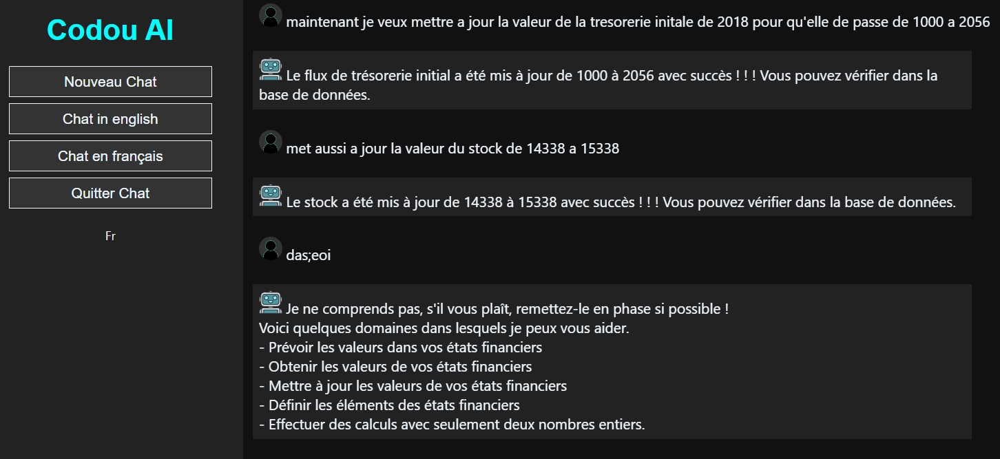 Codou AI
Nouveau Chat
Chat in english
Chat en français
Quitter Chat
Fr
maintenant je veux mettre a jour la valeur de la tresorerie initale de 2018 pour qu'elle de passe de 1000 a 2056
Le flux de trésorerie initial a été mis à jour de 1000 à 2056 avec succès ! ! ! Vous pouvez vérifier dans la
base de données.
met aussi a jour la valeur du stock de 14338 a 15338
Le stock a été mis à jour de 14338 à 15338 avec succès ! ! ! Vous pouvez vérifier dans la base de données.
das;eoi
Je ne comprends pas, s'il vous plaît, remettez-le en phase si possible !
Voici quelques domaines dans lesquels je peux vous aider.
- Prévoir les valeurs dans vos états financiers
- Obtenir les valeurs de vos états financiers
- Mettre à jour les valeurs de vos états financiers
- Définir les éléments des états financiers
- Effectuer des calculs avec seulement deux nombres entiers.